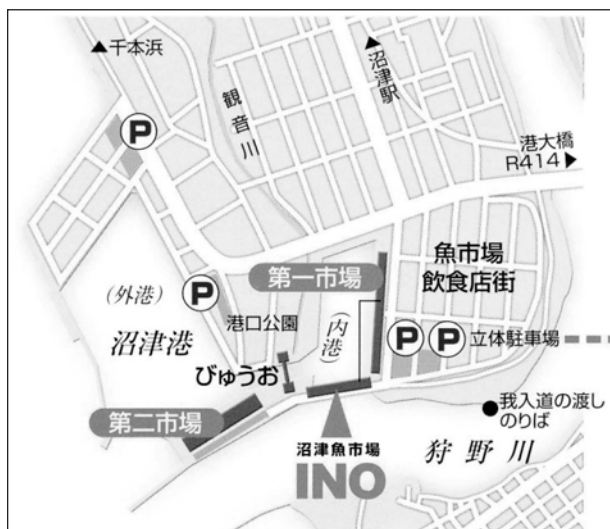 ▲千本浜
観音川
▲沼津駅
港大橋
R414▶
P
魚市場
飲食店街
第一市場
(外港)
沼津港
P
港口公園
(内港)
P P 立体駐車場
びゅうお
第二市場
●我入道の渡し
のりば
沼津魚市場
INO
狩野川